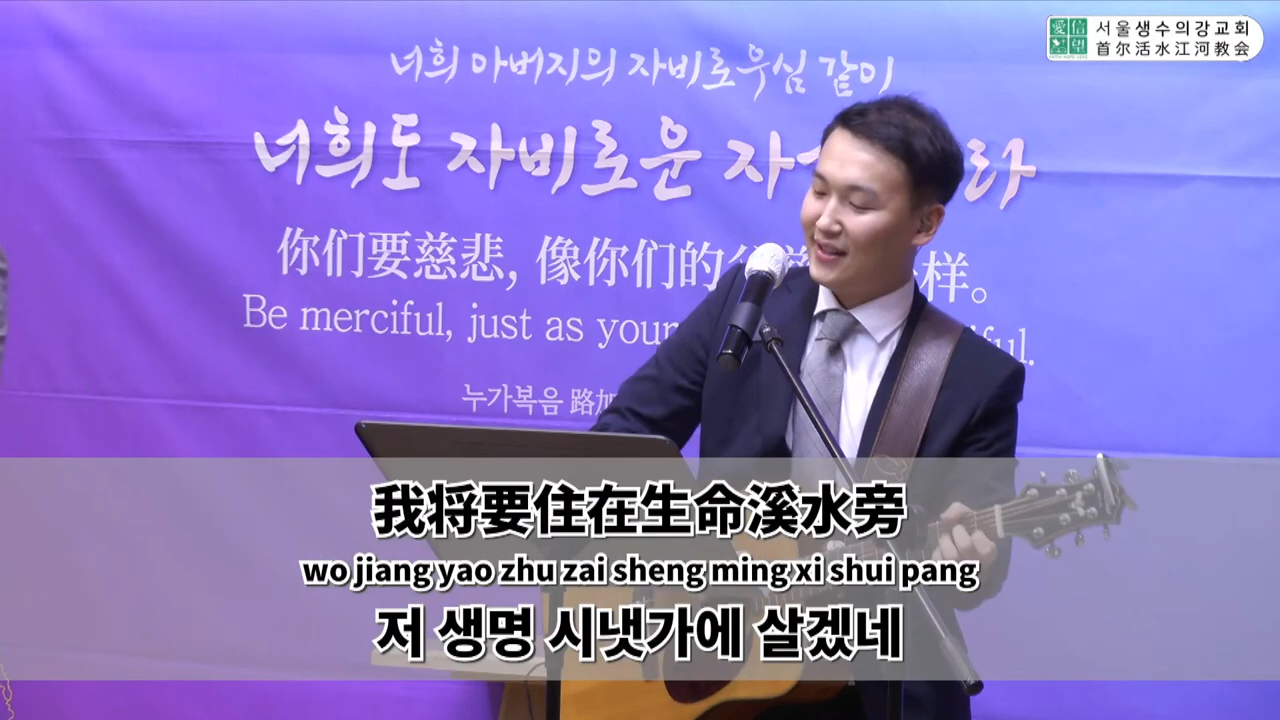 서울생수의강교회
首尔活水江河教会
너희 아버지의 자비로우심 같이
너희도 자비로운 자 라
你们要慈悲, 像你们的 样。
Be merciful, just as your
누가복음 路加
我将要住在生命溪水旁
wo jiang yao zhu zai sheng ming xi shui pang
저 생명 시냇가에 살겠네